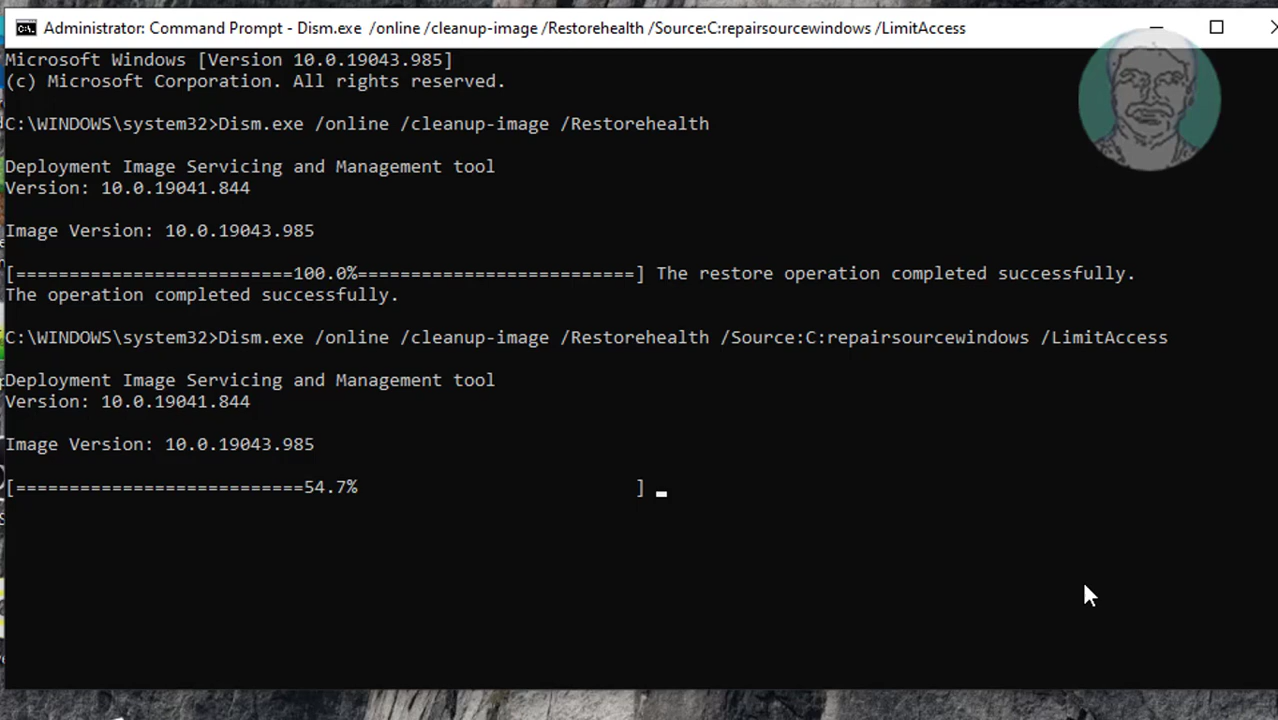 Administrator: Command Prompt - Dism.exe /online /cleanup-image /Restorehealth /Source:C:repairsourcewindows /LimitAccess
Microsoft Windows [Version 10.0.19043.985]
(c) Microsoft Corporation. All rights reserved.
C:\WINDOWS\system32>Dism.exe /online /cleanup-image /Restorehealth
Deployment Image Servicing and Management tool
Version: 10.0.19041.844
Image Version: 10.0.19043.985
[==========================100.0%==========================] The restore operation completed successfully.
The operation completed successfully.
C:\WINDOWS\system32>Dism.exe /online /cleanup-image /Restorehealth /Source:C:repairsourcewindows /LimitAccess
Deployment Image Servicing and Management tool
Version: 10.0.19041.844
Image Version: 10.0.19043.985
[===========================54.7%                          ]